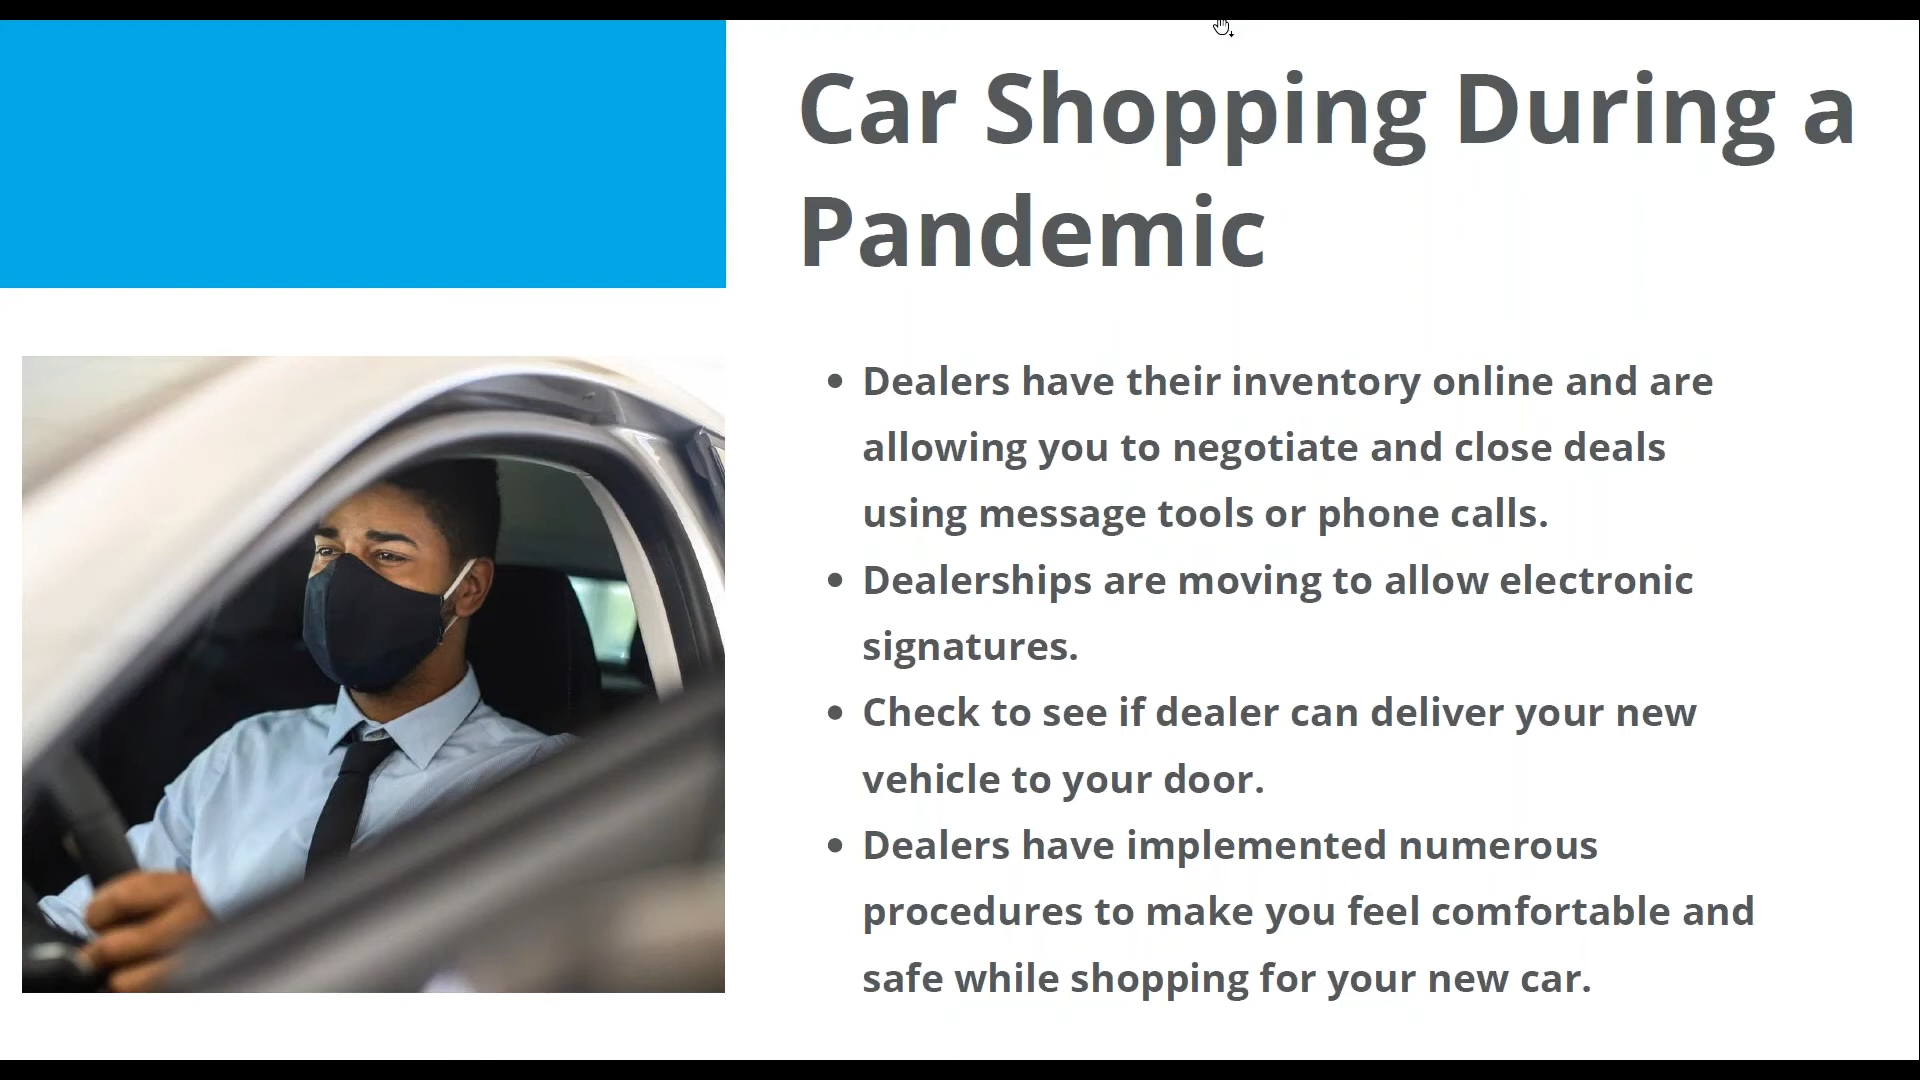 Car Shopping During a
Pandemic
• Dealers have their inventory online and are
allowing you to negotiate and close deals
using message tools or phone calls.
• Dealerships are moving to allow electronic
signatures.
• Check to see if dealer can deliver your new
vehicle to your door.
• Dealers have implemented numerous
procedures to make you feel comfortable and
safe while shopping for your new car.